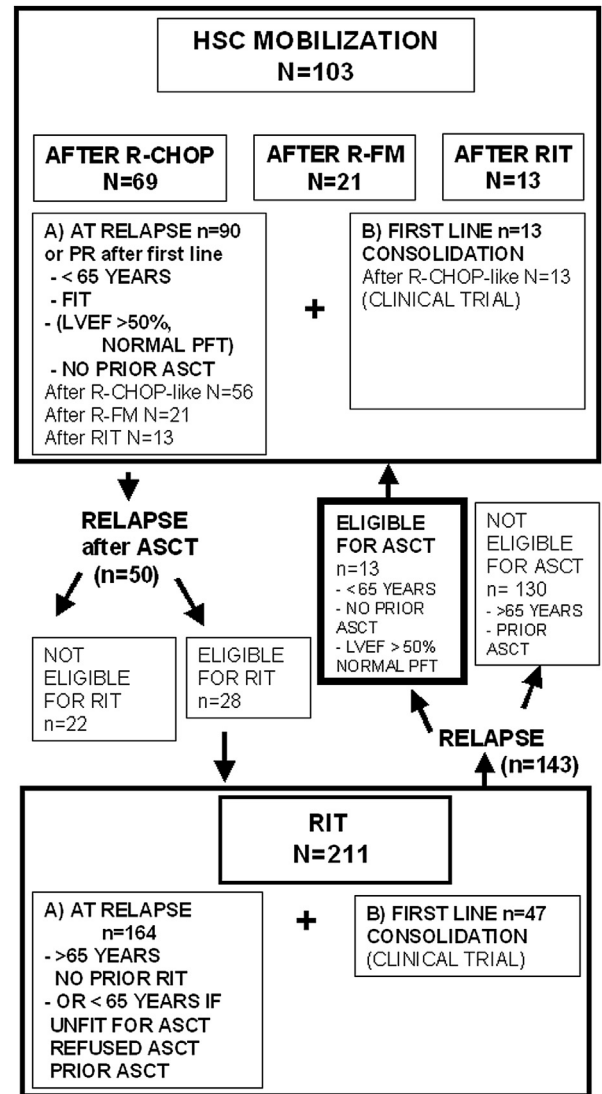 HSC MOBILIZATION
N=103
AFTER R-CHOP
N=69
AFTER R-FM
N=21
AFTER RIT
N=13
A) AT RELAPSE n=90
or PR after first line
- < 65 YEARS
- FIT
- (LVEF >50%,
NORMAL PFT)
- NO PRIOR ASCT
After R-CHOP-like N=56
After R-FM N=21
After RIT N=13
+
B) FIRST LINE n=13
CONSOLIDATION
After R-CHOP-like N=13
(CLINICAL TRIAL)
RELAPSE
after ASCT
(n=50)
NOT
ELIGIBLE
FOR RIT
n=22
ELIGIBLE
FOR RIT
n=28
ELIGIBLE
FOR ASCT
n=13
- <65 YEARS
- NO PRIOR
ASCT
- LVEF > 50%
NORMAL PFT
NOT
ELIGIBLE
FOR ASCT
n= 130
- >65 YEARS
- PRIOR
ASCT
RELAPSE
(n=143)
RIT
N=211
A) AT RELAPSE
n=164
- >65 YEARS
NO PRIOR RIT
- OR < 65 YEARS IF
UNFIT FOR ASCT
REFUSED ASCT
PRIOR ASCT
+
B) FIRST LINE n=47
CONSOLIDATION
(CLINICAL TRIAL)